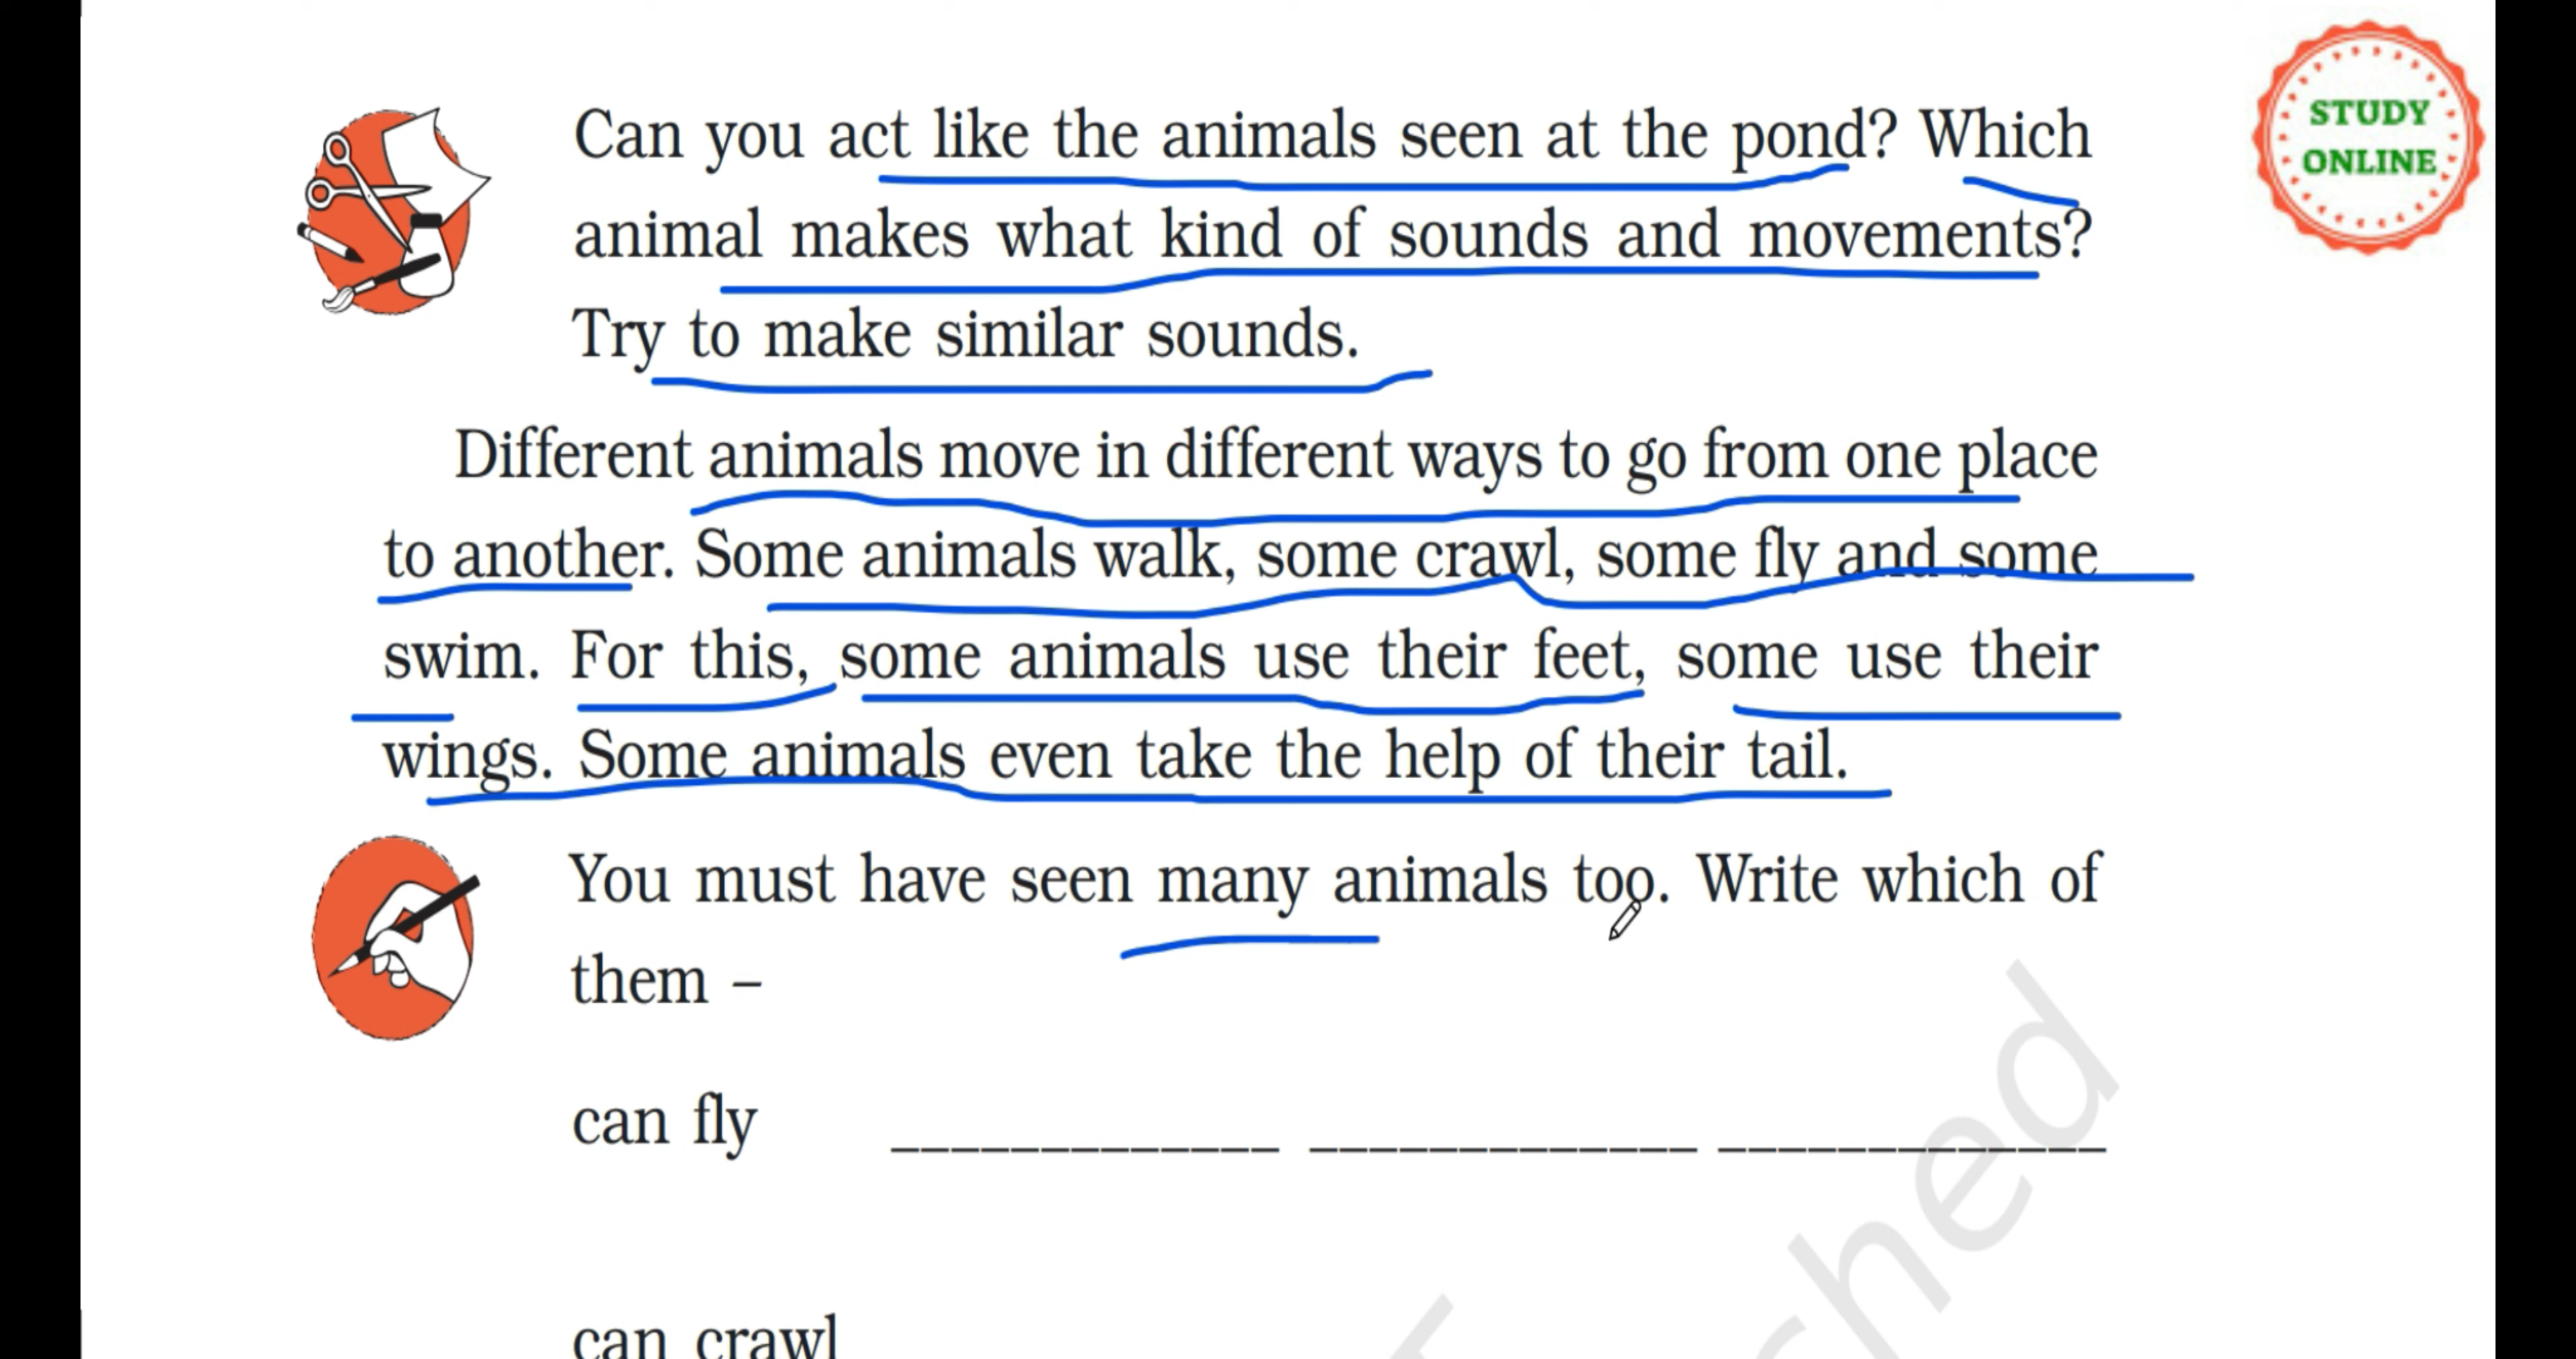 STUDY
ONLINE
Can you act like the animals seen at the pond? Which
animal makes what kind of sounds and movements?
Try to make similar sounds.
Different animals move in different ways to go from one place
to another. Some animals walk, some crawl, some fly and some
swim. For this, some animals use their feet, some use their
wings. Some animals even take the help of their tail.
You must have seen many animals too. Write which of
them –
can fly _____________ _____________ _____________
can crawl